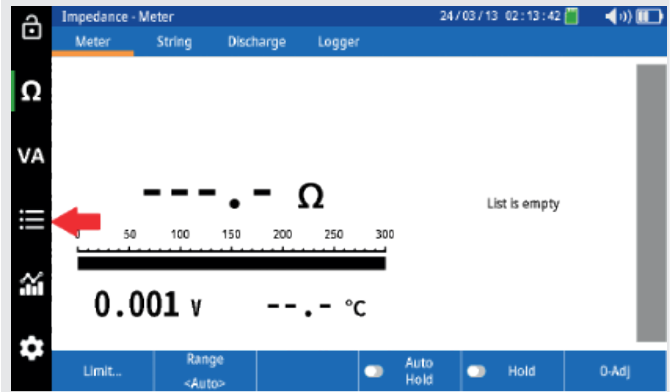 Impedance - Meter 24/03/13 02:13:42
Meter String Discharge Logger
Ω
VA
---.- Ω
List is empty
50 100 150 200 250 300
0.001 V --.- °C
Limit... Range <Auto> Auto Hold Hold 0-Adj